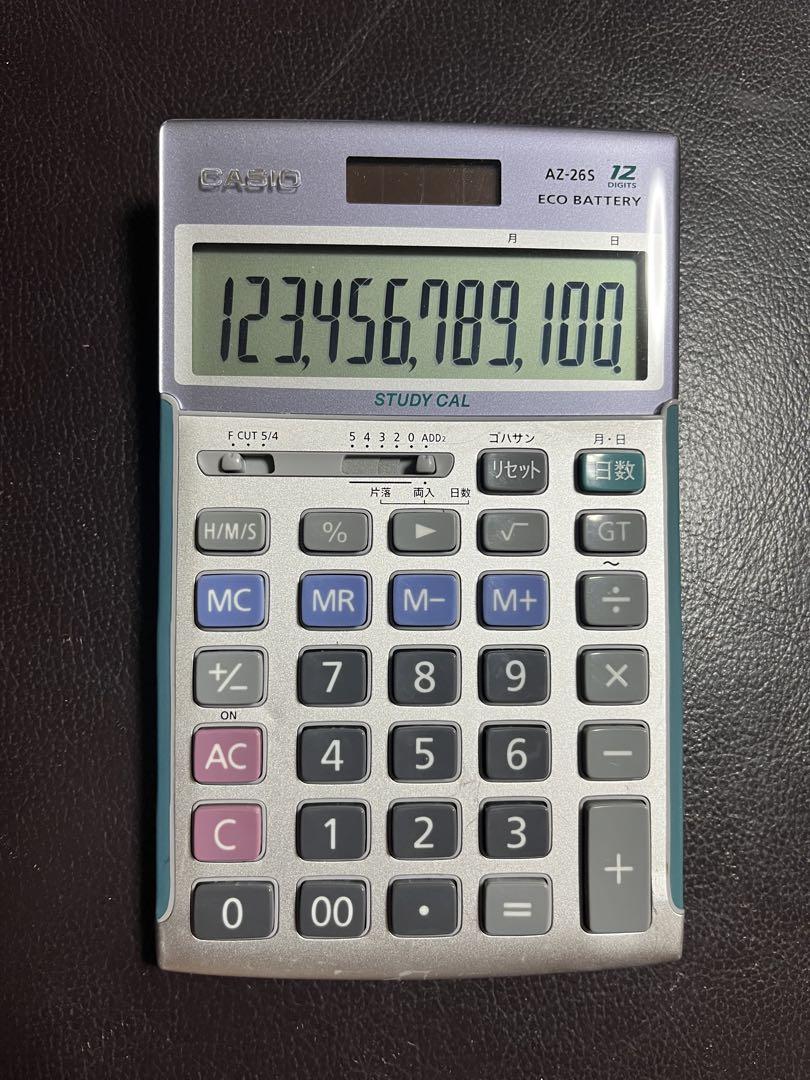 CASIO
AZ-26S 12 DIGITS
ECO BATTERY
月 日
123,456,789,100.
STUDY CAL
F CUT 5/4 5 4 3 2 0 ADD2 ゴハサン 月・日
リセット 日数
片落 両入 日数
H/M/S % ▶ √ GT
～
MC MR M− M+ ÷
+/− 7 8 9 ×
ON
AC 4 5 6 −
C 1 2 3 +
0 00 • =